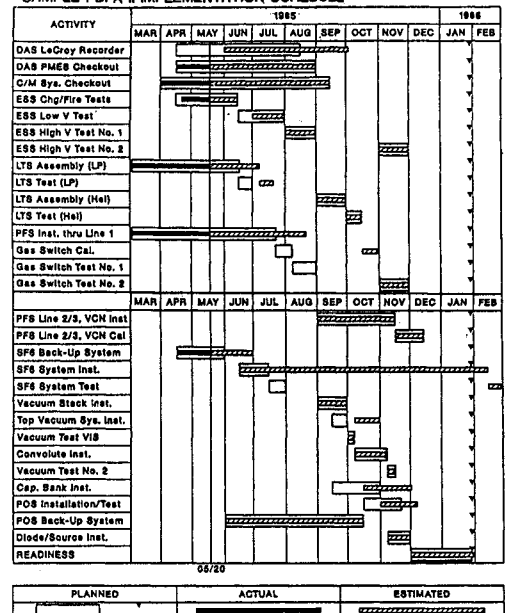 ACTIVITY 1985 1986
MAR APR MAY JUN JUL AUG SEP OCT NOV DEC JAN FEB
DAS LeCroy Recorder
DAS PMEB Checkout
C/M Sys. Checkout
ESS Chg/Fire Tests
ESS Low V Test
ESS High V Test No. 1
ESS High V Test No. 2
LTS Assembly (LP)
LTS Test (LP)
LTS Assembly (Hel)
LTS Test (Hel)
PFS Inst. thru Line 1
Gas Switch Cal.
Gas Switch Test No. 1
Gas Switch Test No. 2
MAR APR MAY JUN JUL AUG SEP OCT NOV DEC JAN FEB
PFS Line 2/3, VCN Inst
PFS Line 2/3, VCN Cal
SF6 Back-Up System
SF6 System Inst.
SF6 System Test
Vacuum Stack Inst.
Top Vacuum Sys. Inst.
Vacuum Test VIS
Convolute Inst.
Vacuum Test No. 2
Cap. Bank Inst.
POS Installation/Test
POS Back-Up System
Diode/Source Inst.
READINESS
05/20
PLANNED ACTUAL ESTIMATED